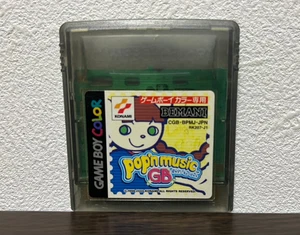 GAME BOY COLOR
KONAMI
ゲームボーイカラー専用
BEMANI
CGB-BPMJ-JPN
RK307-J1
pop'n music
GB